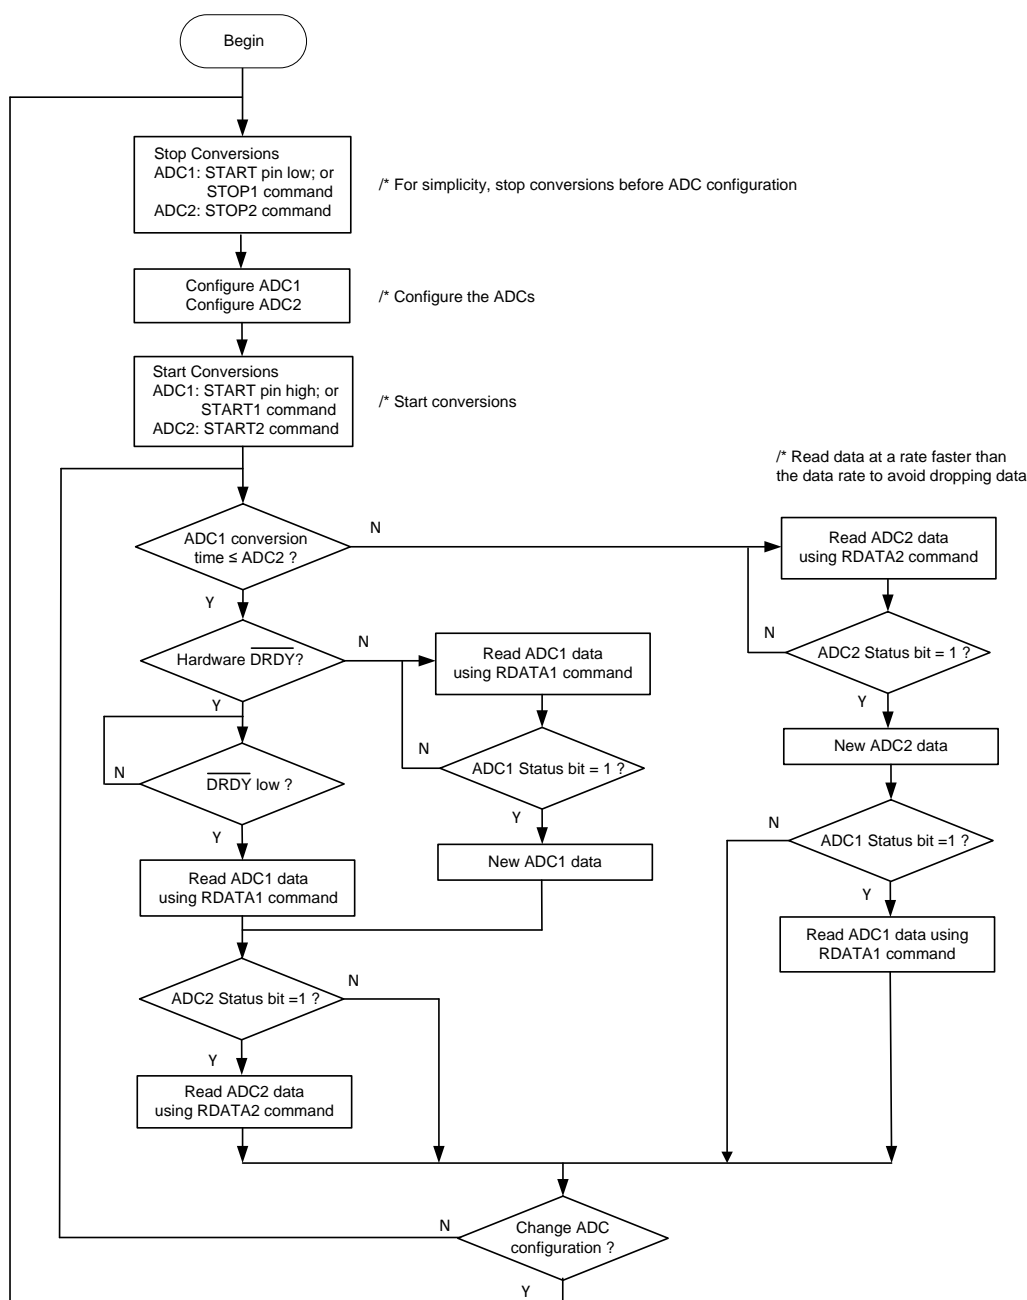 Begin
Stop Conversions
ADC1: START pin low; or
STOP1 command
ADC2: STOP2 command
/* For simplicity, stop conversions before ADC configuration
Configure ADC1
Configure ADC2
/* Configure the ADCs
Start Conversions
ADC1: START pin high; or
START1 command
ADC2: START2 command
/* Start conversions
/* Read data at a rate faster than
the data rate to avoid dropping data
ADC1 conversion
time ≤ ADC2 ?
N
Y
Read ADC2 data
using RDATA2 command
ADC2 Status bit = 1 ?
N
Y
Hardware DRDY?
N
Y
Read ADC1 data
using RDATA1 command
New ADC2 data
DRDY low ?
N
Y
ADC1 Status bit = 1 ?
N
Y
ADC1 Status bit =1 ?
N
Y
New ADC1 data
Read ADC1 data
using RDATA1 command
Read ADC1 data using
RDATA1 command
ADC2 Status bit =1 ?
N
Y
Read ADC2 data
using RDATA2 command
Change ADC
configuration ?
N
Y